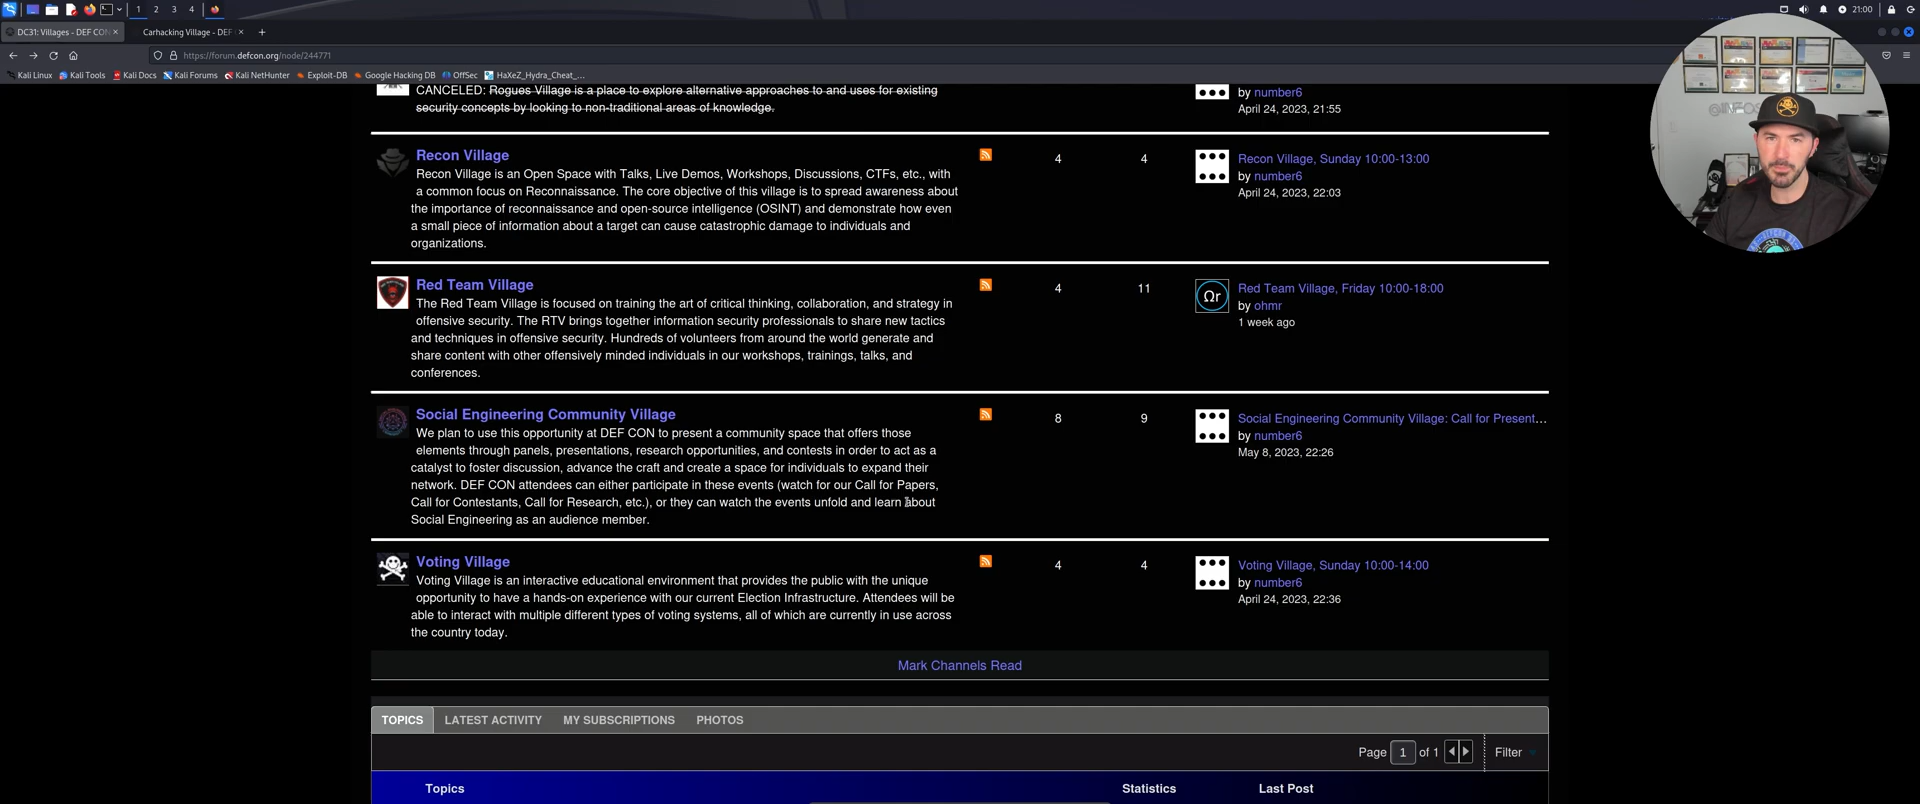 1 2 3 4
21:00
DC31: Villages - DEF CON ×
Carhacking Village - DEF ×
+
https://forum.defcon.org/node/244771
Kali Linux Kali Tools Kali Docs Kali Forums Kali NetHunter Exploit-DB Google Hacking DB OffSec HaXeZ_Hydra_Cheat_...
CANCELED: Rogues Village is a place to explore alternative approaches to and uses for existing
security concepts by looking to non-traditional areas of knowledge.
by number6
April 24, 2023, 21:55
Recon Village
Recon Village is an Open Space with Talks, Live Demos, Workshops, Discussions, CTFs, etc., with
a common focus on Reconnaissance. The core objective of this village is to spread awareness about
the importance of reconnaissance and open-source intelligence (OSINT) and demonstrate how even
a small piece of information about a target can cause catastrophic damage to individuals and
organizations.
4 4
Recon Village, Sunday 10:00-13:00
by number6
April 24, 2023, 22:03
Red Team Village
The Red Team Village is focused on training the art of critical thinking, collaboration, and strategy in
offensive security. The RTV brings together information security professionals to share new tactics
and techniques in offensive security. Hundreds of volunteers from around the world generate and
share content with other offensively minded individuals in our workshops, trainings, talks, and
conferences.
4 11
Ωr
Red Team Village, Friday 10:00-18:00
by ohmr
1 week ago
Social Engineering Community Village
We plan to use this opportunity at DEF CON to present a community space that offers those
elements through panels, presentations, research opportunities, and contests in order to act as a
catalyst to foster discussion, advance the craft and create a space for individuals to expand their
network. DEF CON attendees can either participate in these events (watch for our Call for Papers,
Call for Contestants, Call for Research, etc.), or they can watch the events unfold and learn about
Social Engineering as an audience member.
8 9
Social Engineering Community Village: Call for Present...
by number6
May 8, 2023, 22:26
Voting Village
Voting Village is an interactive educational environment that provides the public with the unique
opportunity to have a hands-on experience with our current Election Infrastructure. Attendees will be
able to interact with multiple different types of voting systems, all of which are currently in use across
the country today.
4 4
Voting Village, Sunday 10:00-14:00
by number6
April 24, 2023, 22:36
Mark Channels Read
TOPICS LATEST ACTIVITY MY SUBSCRIPTIONS PHOTOS
Page 1 of 1 Filter
Topics Statistics Last Post